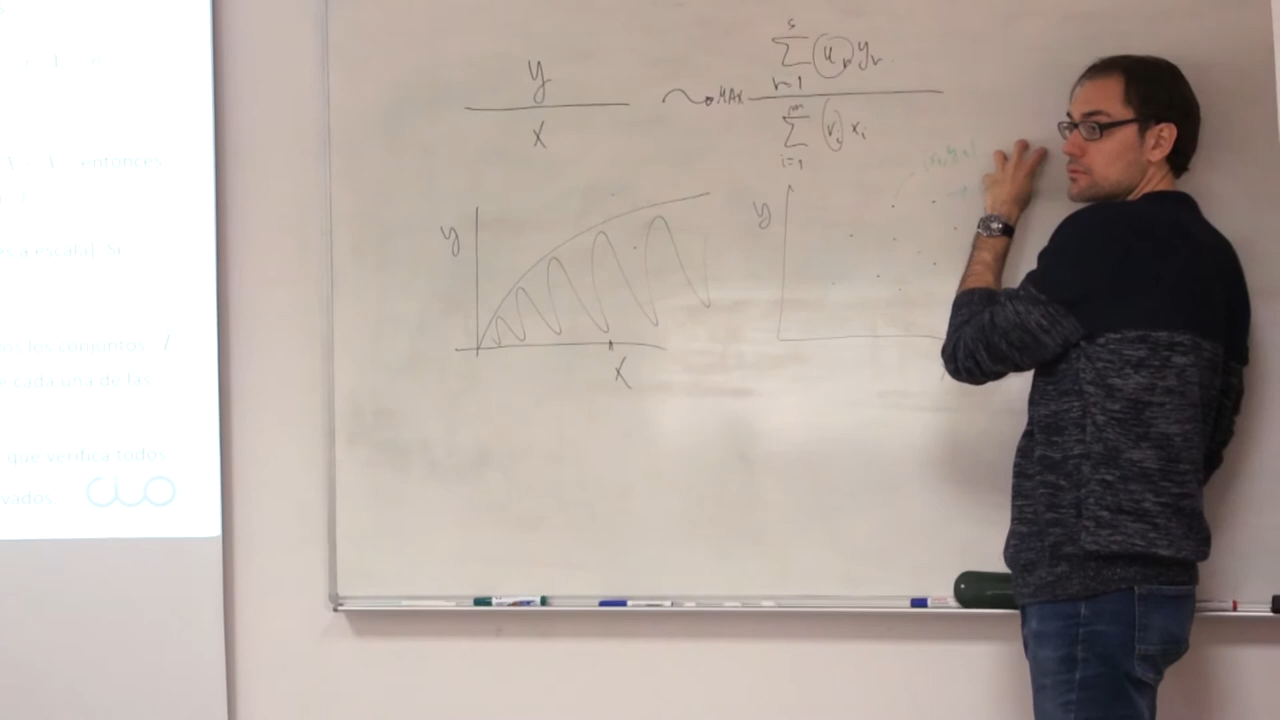 entonces
s a escala). Si
os los conjuntos /
e cada una de las
que verifica todos
vados.
CIO
y
x
MAX
s
∑ u_r y_r
r=1
m
∑ v_i x_i
i=1
y
x
y